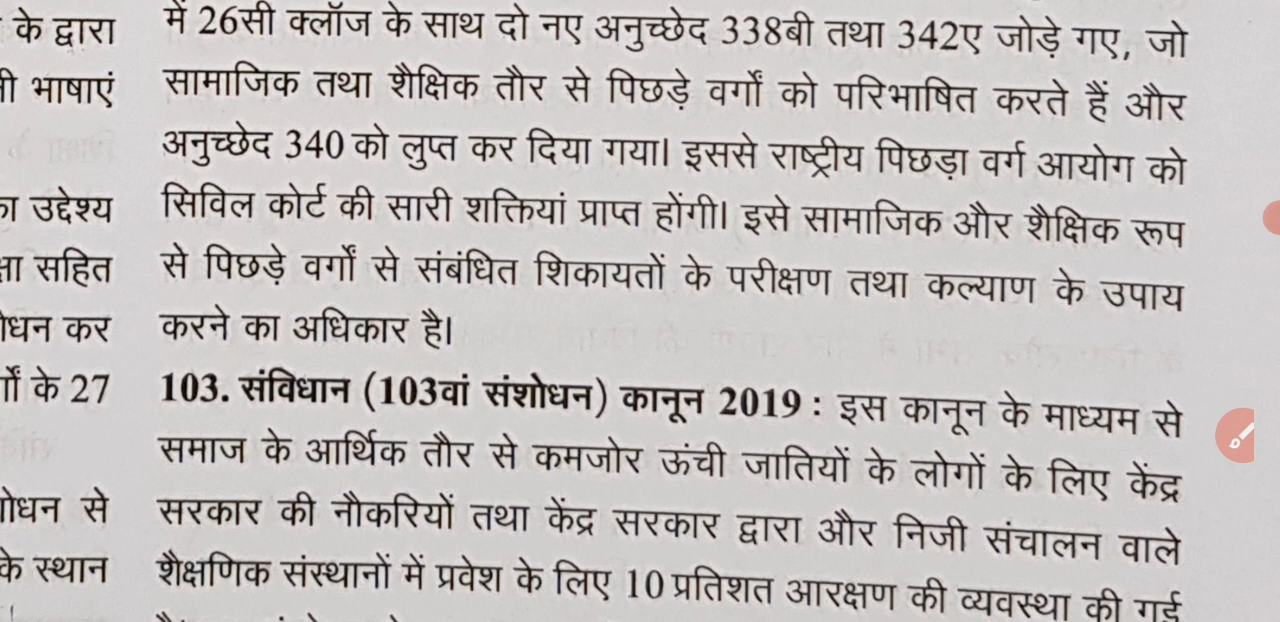 के द्वारा
भाषाएं
उद्देश्य
सहित
कर
के 27
से
के स्थान
में 26सी क्लॉज के साथ दो नए अनुच्छेद 338बी तथा 342ए जोड़े गए, जो
सामाजिक तथा शैक्षिक तौर से पिछड़े वर्गों को परिभाषित करते हैं और
अनुच्छेद 340 को लुप्त कर दिया गया। इससे राष्ट्रीय पिछड़ा वर्ग आयोग को
सिविल कोर्ट की सारी शक्तियां प्राप्त होंगी। इसे सामाजिक और शैक्षिक रूप
से पिछड़े वर्गों से संबंधित शिकायतों के परीक्षण तथा कल्याण के उपाय
करने का अधिकार है।
103. संविधान (103वां संशोधन) कानून 2019 : इस कानून के माध्यम से
समाज के आर्थिक तौर से कमजोर ऊंची जातियों के लोगों के लिए केंद्र
सरकार की नौकरियों तथा केंद्र सरकार द्वारा और निजी संचालन वाले
शैक्षणिक संस्थानों में प्रवेश के लिए 10 प्रतिशत आरक्षण की व्यवस्था की गई